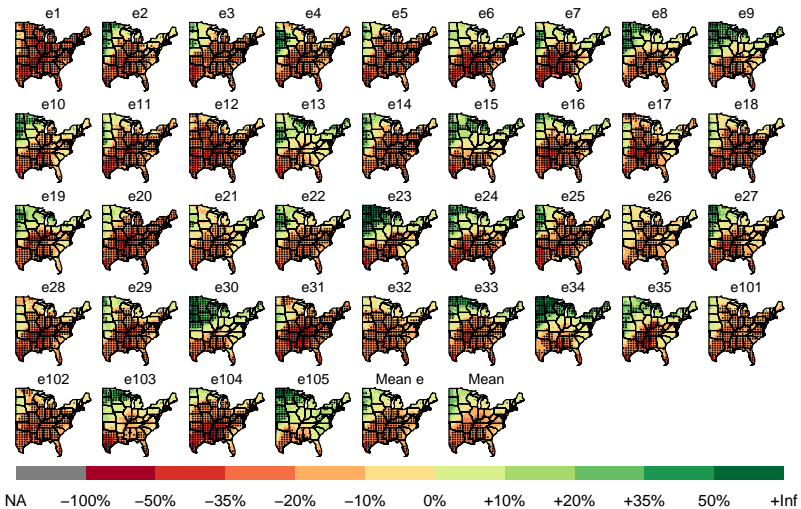 e1 e2 e3 e4 e5 e6 e7 e8 e9
e10 e11 e12 e13 e14 e15 e16 e17 e18
e19 e20 e21 e22 e23 e24 e25 e26 e27
e28 e29 e30 e31 e32 e33 e34 e35 e101
e102 e103 e104 e105 Mean e Mean
NA −100% −50% −35% −20% −10% 0% +10% +20% +35% 50% +Inf